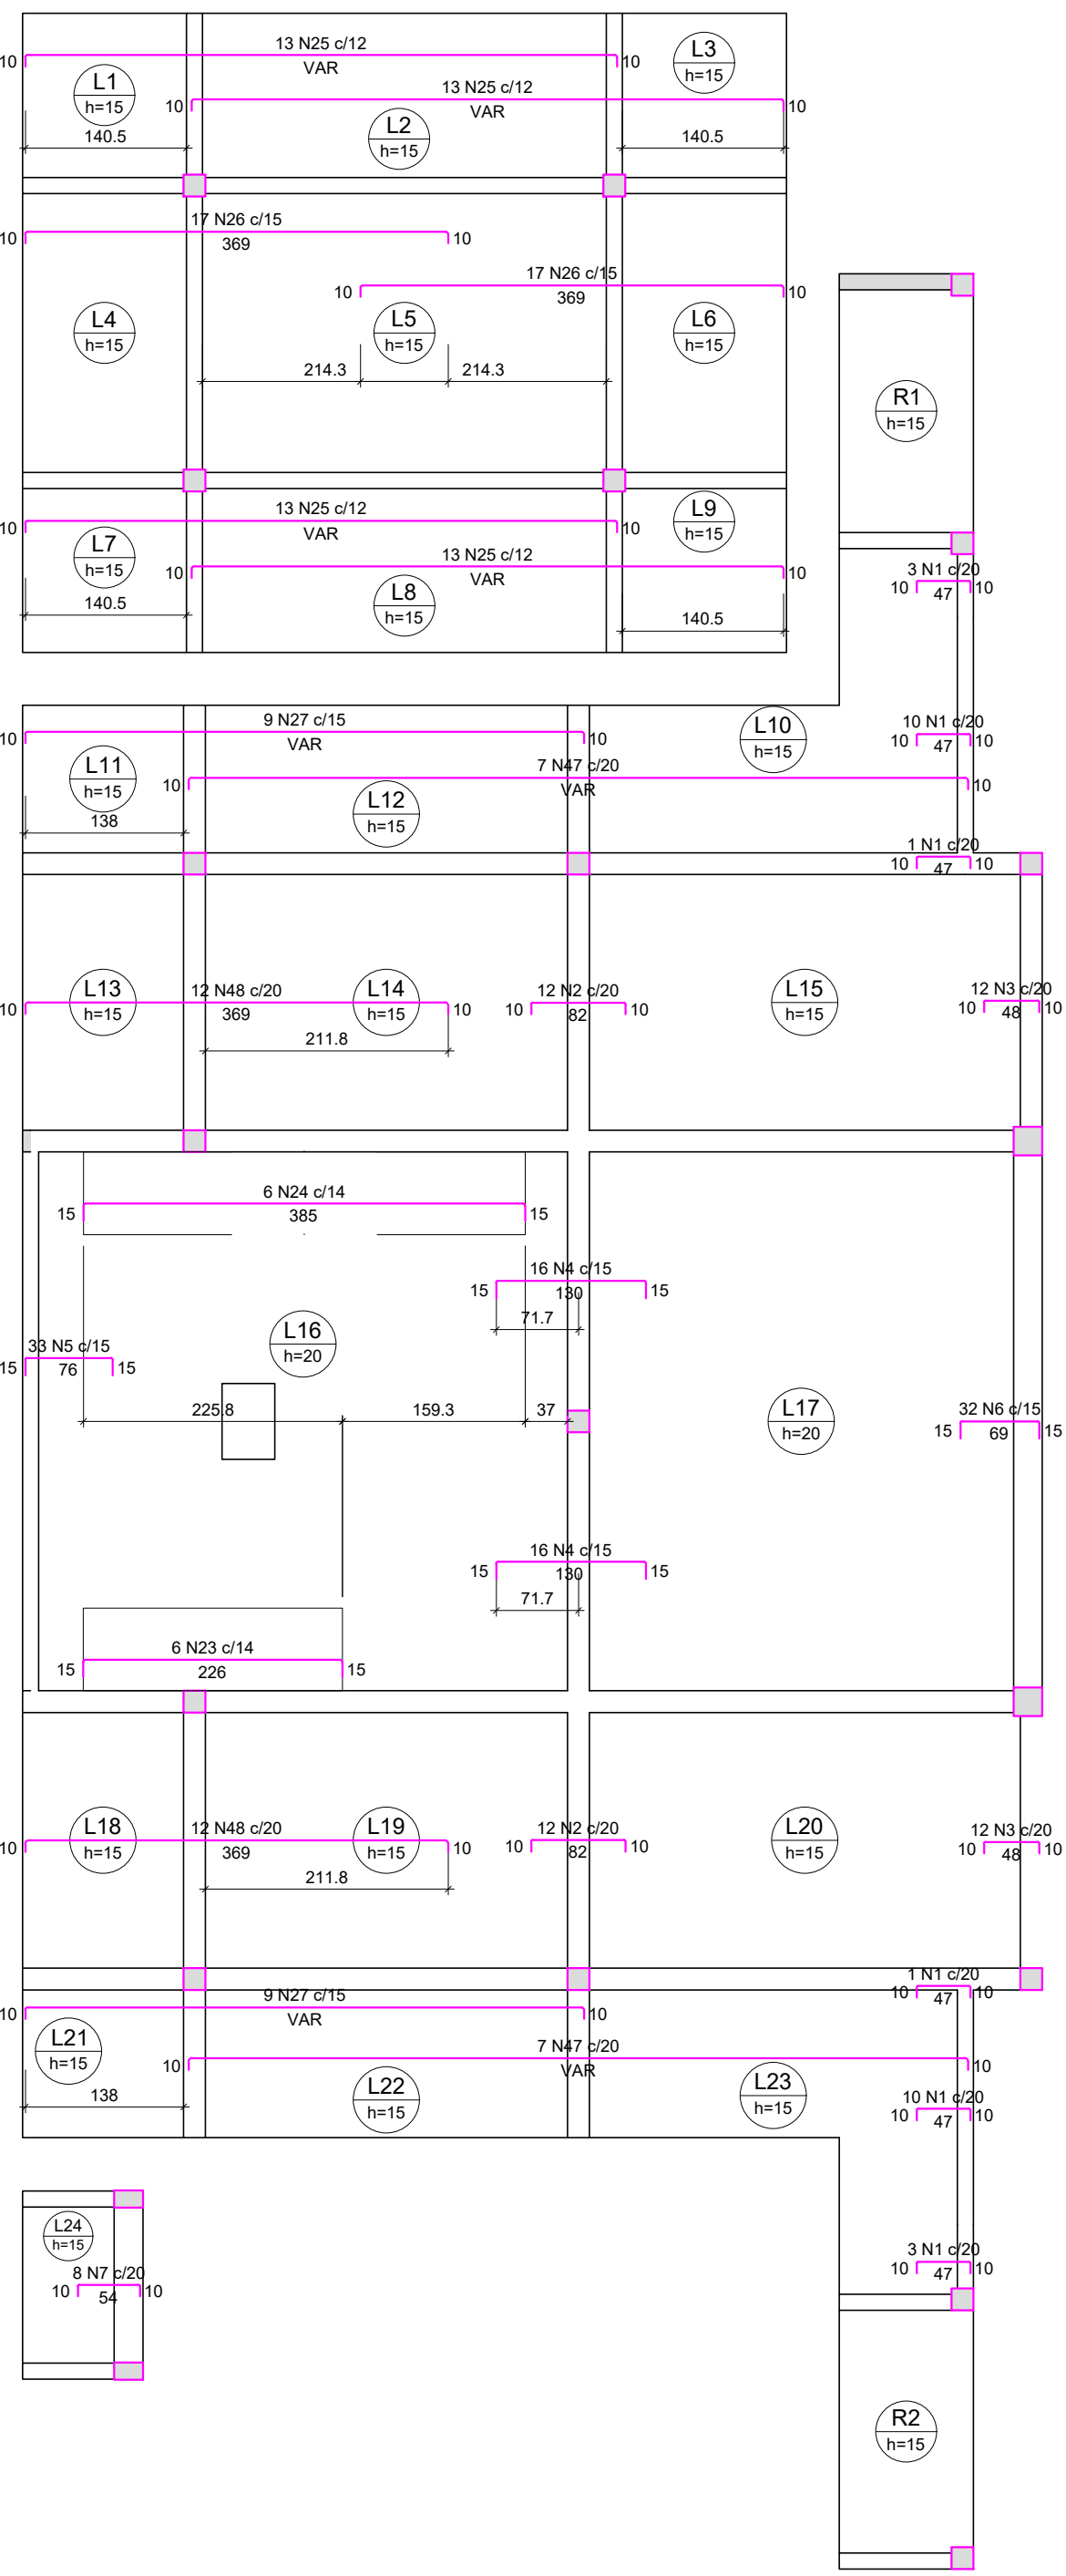 13 N25 c/12
10 VAR 10
L1
h=15
L3
h=15
13 N25 c/12
10 VAR 10
L2
h=15
140.5
140.5
17 N26 c/15
10 369 10
17 N26 c/15
10 369 10
L4
h=15
L5
h=15
L6
h=15
214.3 214.3
R1
h=15
13 N25 c/12
10 VAR 10
L9
h=15
L7
h=15
13 N25 c/12
10 VAR 10
L8
h=15
140.5
140.5
3 N1 c/20
10 47 10
9 N27 c/15
10 VAR 10
L10
h=15
10 N1 c/20
10 47 10
L11
h=15
7 N47 c/20
10 VAR 10
L12
h=15
138
1 N1 c/20
10 47 10
L13
h=15
12 N48 c/20
10 369 10
L14
h=15
12 N2 c/20
10 82 10
L15
h=15
12 N3 c/20
10 48 10
211.8
6 N24 c/14
15 385 15
16 N4 c/15
15 130 15
71.7
L16
h=20
33 N5 c/15
15 76 15
225.8 159.3 37
L17
h=20
32 N6 c/15
15 69 15
16 N4 c/15
15 130 15
71.7
6 N23 c/14
15 226 15
L18
h=15
12 N48 c/20
10 369 10
L19
h=15
12 N2 c/20
10 82 10
L20
h=15
12 N3 c/20
10 48 10
211.8
1 N1 c/20
10 47 10
9 N27 c/15
10 VAR 10
L21
h=15
7 N47 c/20
10 VAR 10
L22
h=15
L23
h=15
138
10 N1 c/20
10 47 10
L24
h=15
8 N7 c/20
10 54 10
3 N1 c/20
10 47 10
R2
h=15